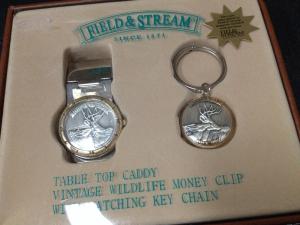 FIELD & STREAM
SINCE 1871
TABLE TOP CADDY
VINTAGE WILDLIFE MONEY CLIP
WITH MATCHING KEY CHAIN